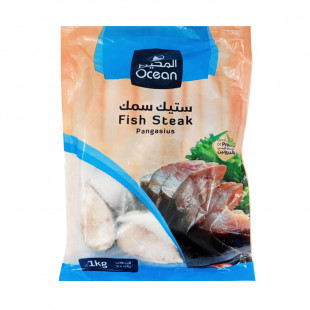 المحيط
Ocean
ستيك سمك
Fish Steak
Pangasius
1kg